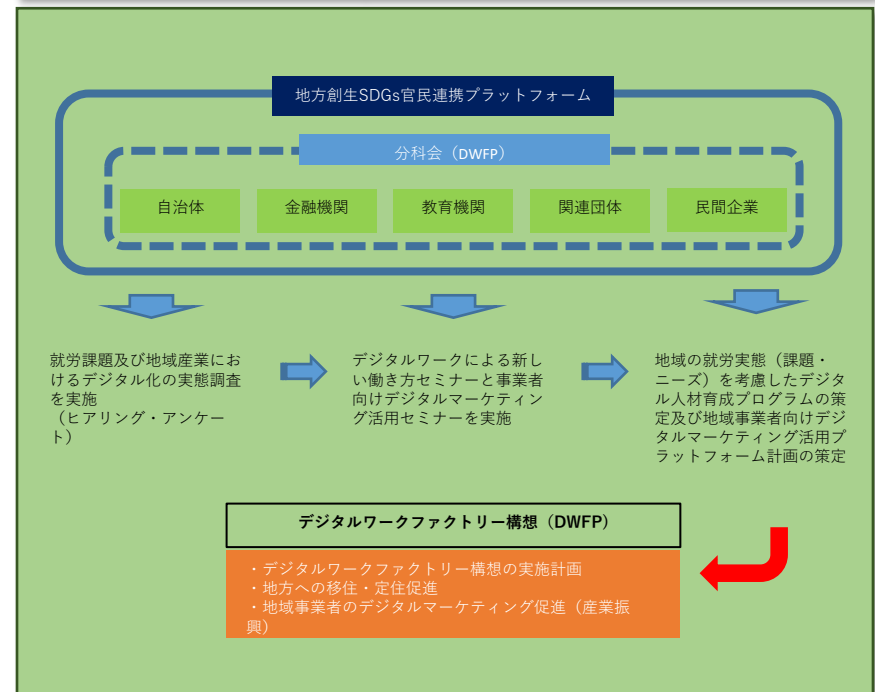 地方創生SDGs官民連携プラットフォーム
分科会（DWFP）
自治体
金融機関
教育機関
関連団体
民間企業
就労課題及び地域産業にお
けるデジタル化の実態調査
を実施
（ヒアリング・アンケー
ト）
デジタルワークによる新し
い働き方セミナーと事業者
向けデジタルマーケティン
グ活用セミナーを実施
地域の就労実態（課題・
ニーズ）を考慮したデジタ
ル人材育成プログラムの策
定及び地域事業者向けデジ
タルマーケティング活用プ
ラットフォーム計画の策定
デジタルワークファクトリー構想（DWFP）
・デジタルワークファクトリー構想の実施計画
・地方への移住・定住促進
・地域事業者のデジタルマーケティング促進（産業振
興）